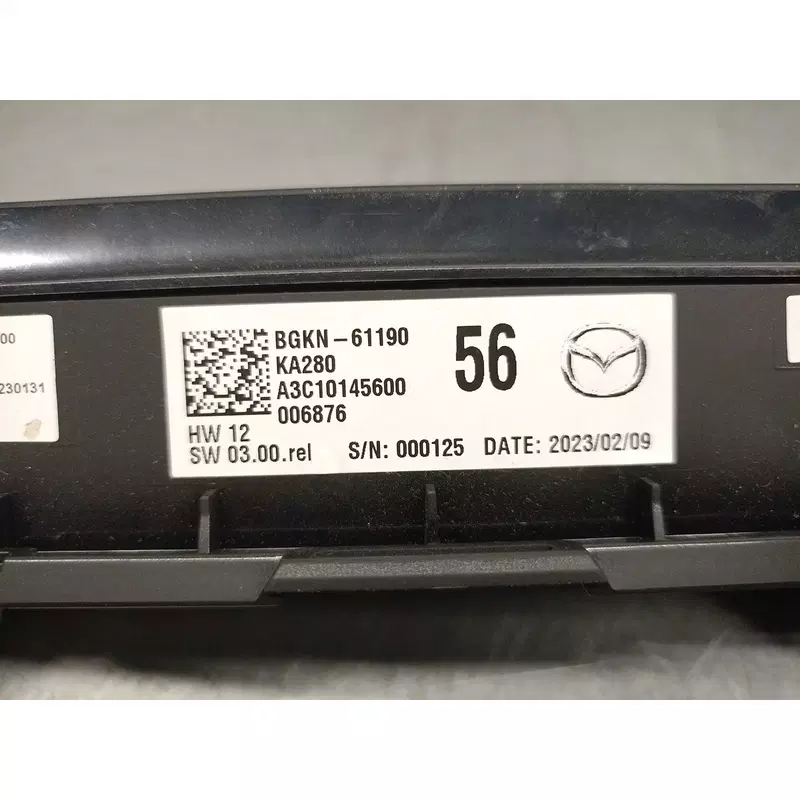 00
230131
BGKN-61190
KA280
A3C10145600
006876
56
HW 12
SW 03.00.rel
S/N: 000125
DATE: 2023/02/09